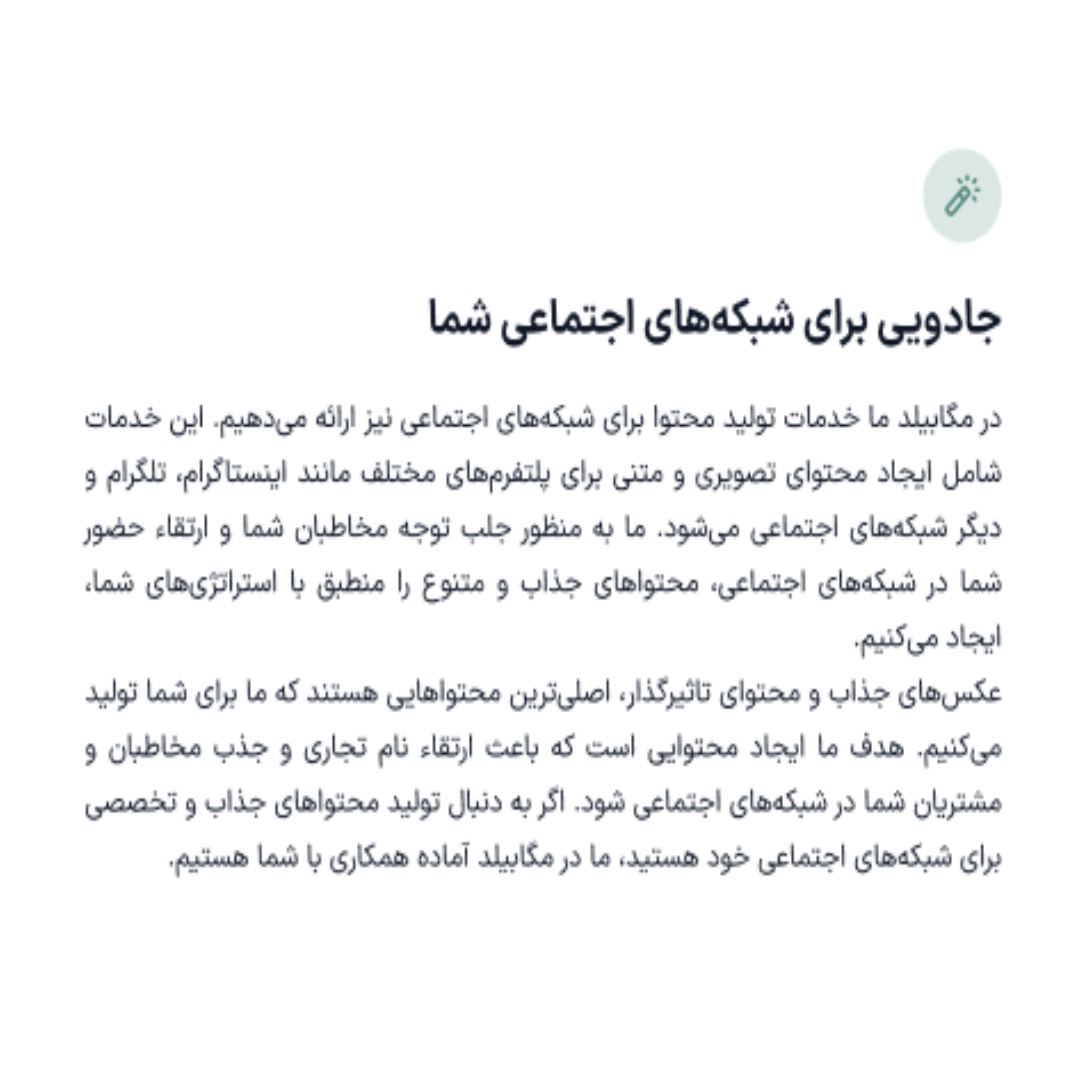 جادویی برای شبکه‌های اجتماعی شما
در مگابیلد ما خدمات تولید محتوا برای شبکه‌های اجتماعی نیز ارائه می‌دهیم. این خدمات
شامل ایجاد محتوای تصویری و متنی برای پلتفرم‌های مختلف مانند اینستاگرام، تلگرام و
دیگر شبکه‌های اجتماعی می‌شود. ما به منظور جلب توجه مخاطبان شما و ارتقاء حضور
شما در شبکه‌های اجتماعی، محتواهای جذاب و متنوع را منطبق با استراتژی‌های شما،
ایجاد می‌کنیم.
عکس‌های جذاب و محتوای تاثیرگذار، اصلی‌ترین محتواهایی هستند که ما برای شما تولید
می‌کنیم. هدف ما ایجاد محتوایی است که باعث ارتقاء نام تجاری و جذب مخاطبان و
مشتریان شما در شبکه‌های اجتماعی شود. اگر به دنبال تولید محتواهای جذاب و تخصصی
برای شبکه‌های اجتماعی خود هستید، ما در مگابیلد آماده همکاری با شما هستیم.